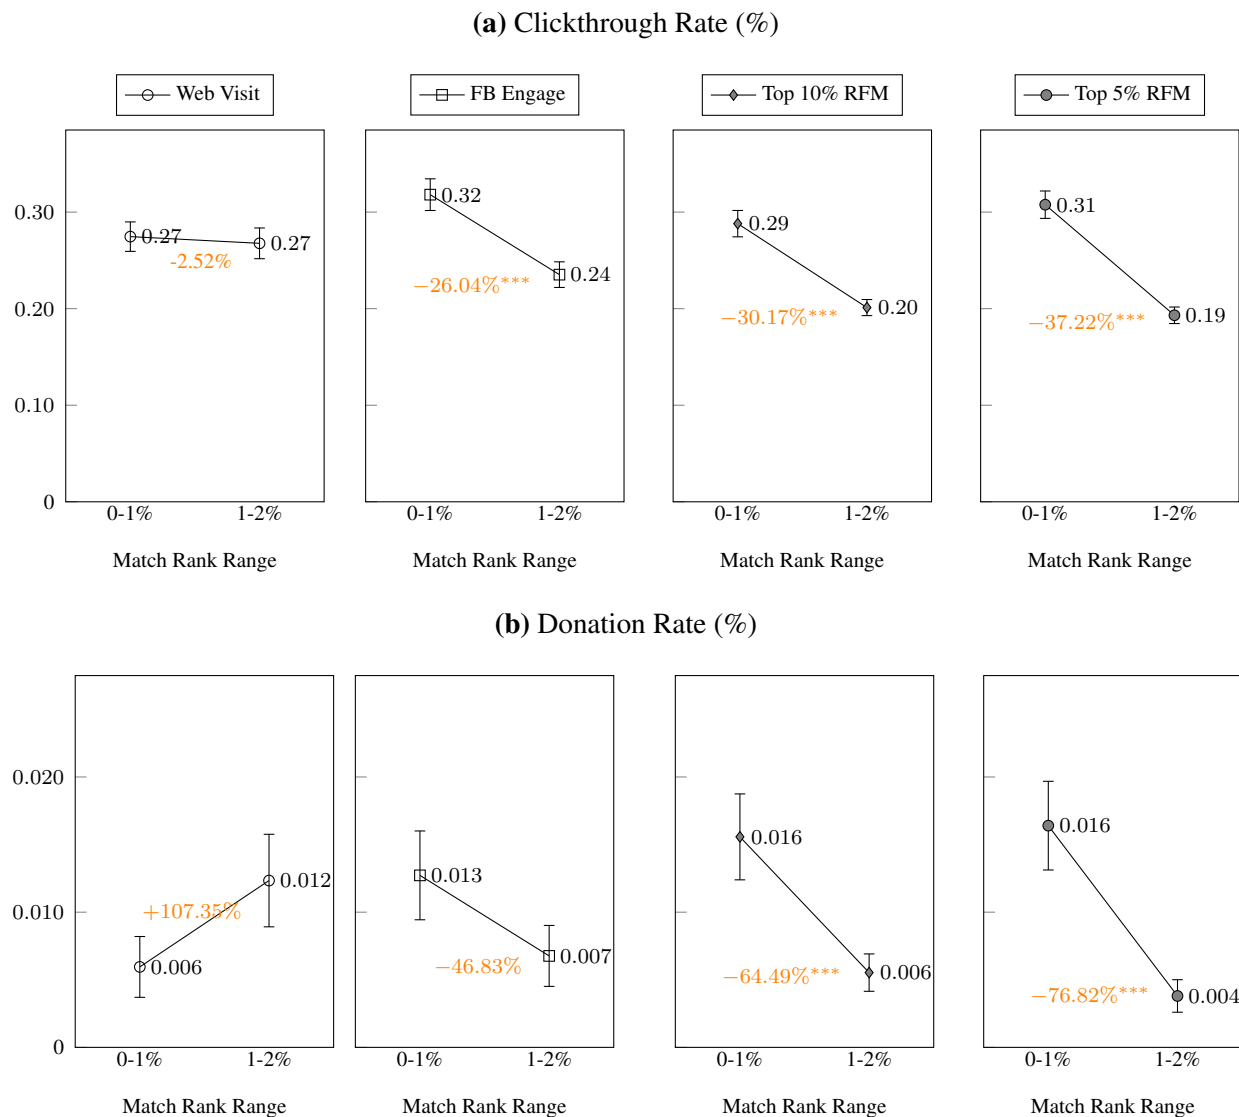 (a) Clickthrough Rate (%)
Web Visit
FB Engage
Top 10% RFM
Top 5% RFM
0.30
0.20
0.10
0
0.27
0.27
-2.52%
0.32
0.24
−26.04%***
0.29
0.20
−30.17%***
0.31
0.19
−37.22%***
0-1% 1-2%
0-1% 1-2%
0-1% 1-2%
0-1% 1-2%
Match Rank Range
Match Rank Range
Match Rank Range
Match Rank Range
(b) Donation Rate (%)
0.020
0.010
0
0.006
0.012
+107.35%
0.013
0.007
−46.83%
0.016
0.006
−64.49%***
0.016
0.004
−76.82%***
0-1% 1-2%
0-1% 1-2%
0-1% 1-2%
0-1% 1-2%
Match Rank Range
Match Rank Range
Match Rank Range
Match Rank Range